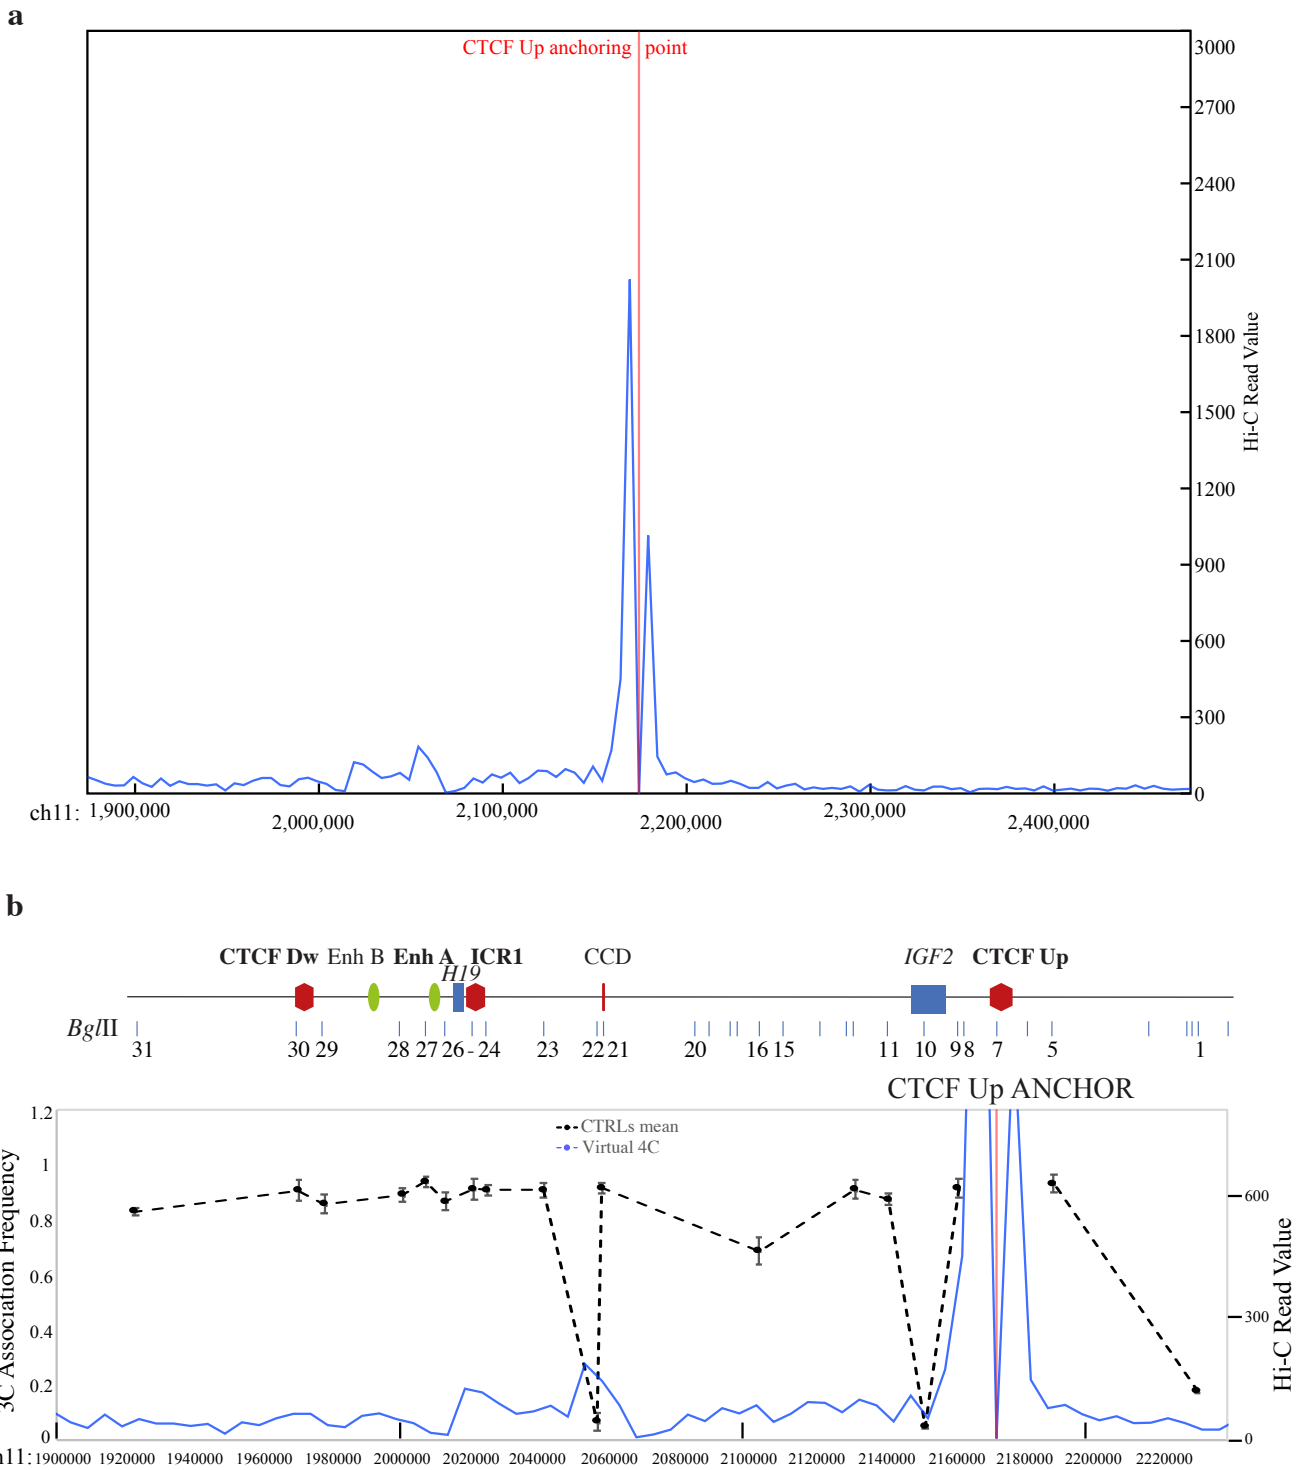 a
CTCF Up anchoring point
3000
2700
2400
2100
1800
1500
1200
900
600
300
0
Hi-C Read Value
ch11: 1,900,000 2,000,000 2,100,000 2,200,000 2,300,000 2,400,000
b
CTCF Dw Enh B Enh A ICR1 CCD IGF2 CTCF Up
H19
BglII
31 30 29 28 27 26 - 24 23 22 21 20 16 15 11 10 9 8 7 5 1
CTCF Up ANCHOR
CTRLs mean
Virtual 4C
1.2
1
0.8
0.6
0.4
0.2
0
3C Association Frequency
600
300
0
Hi-C Read Value
h11: 1900000 1920000 1940000 1960000 1980000 2000000 2020000 2040000 2060000 2080000 2100000 2120000 2140000 2160000 2180000 2200000 2220000